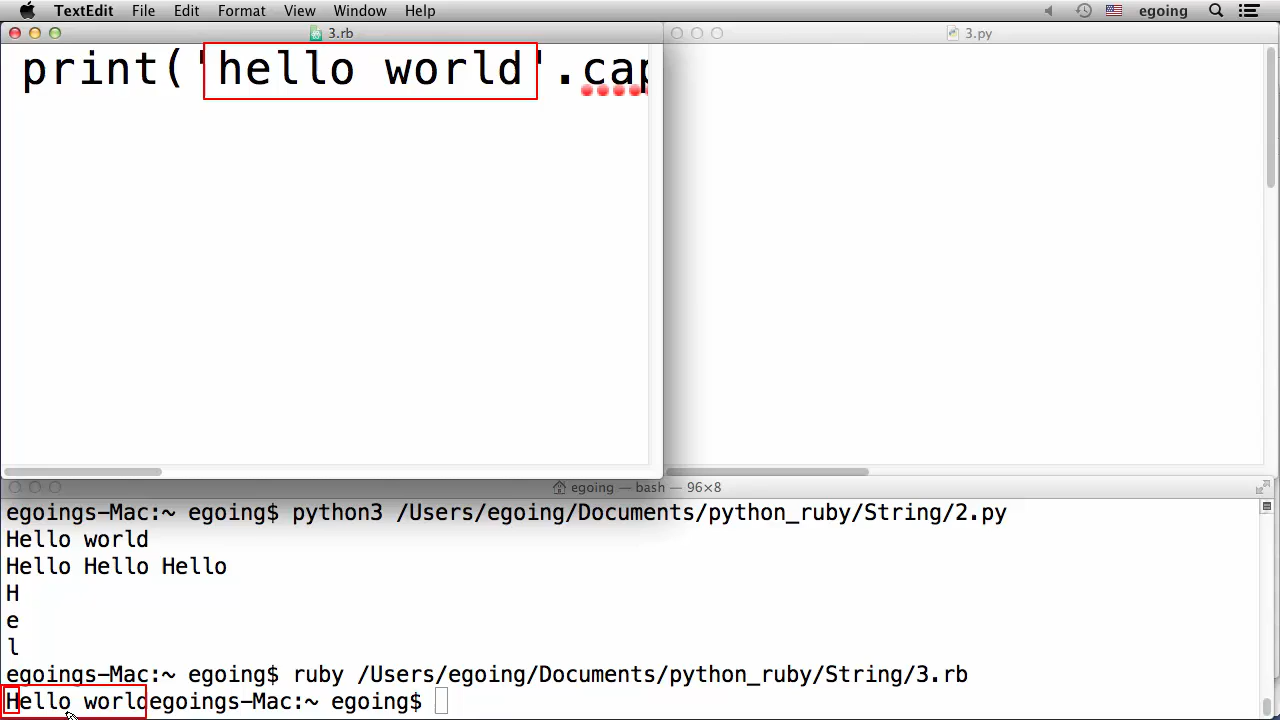 TextEdit File Edit Format View Window Help egoing
3.rb
print('hello world'.cap
3.py
egoing — bash — 96×8
egoings-Mac:~ egoing$ python3 /Users/egoing/Documents/python_ruby/String/2.py
Hello world
Hello Hello Hello
H
e
l
egoings-Mac:~ egoing$ ruby /Users/egoing/Documents/python_ruby/String/3.rb
Hello worldegoings-Mac:~ egoing$